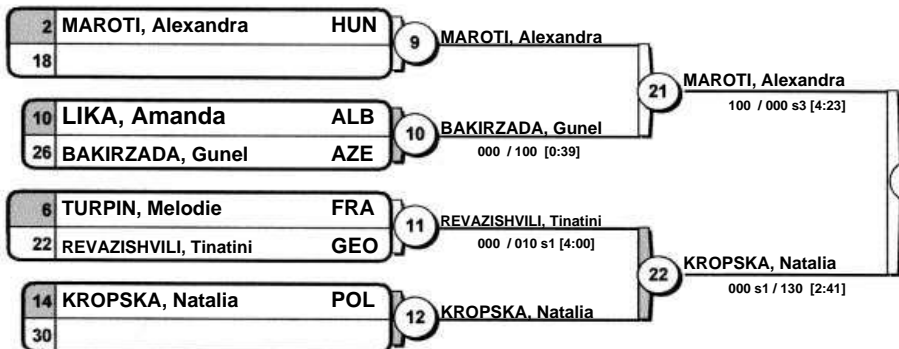 2 MAROTI, Alexandra HUN
18
9
MAROTI, Alexandra
10 LIKA, Amanda ALB
26 BAKIRZADA, Gunel AZE
10
BAKIRZADA, Gunel
000 / 100 [0:39]
21
MAROTI, Alexandra
100 / 000 s3 [4:23]
6 TURPIN, Melodie FRA
22 REVAZISHVILI, Tinatini GEO
11
REVAZISHVILI, Tinatini
000 / 010 s1 [4:00]
14 KROPSKA, Natalia POL
30
12
KROPSKA, Natalia
22
KROPSKA, Natalia
000 s1 / 130 [2:41]